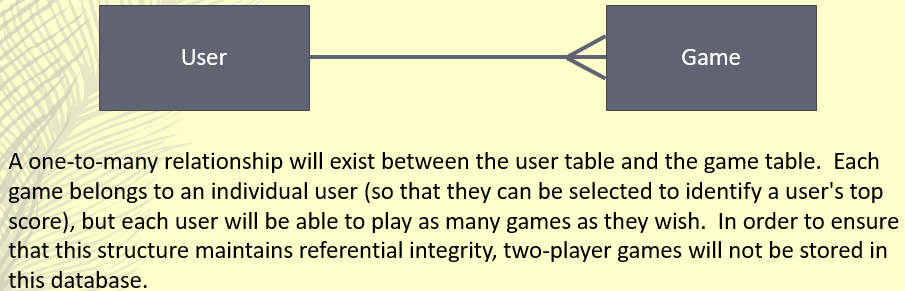 User Game
A one-to-many relationship will exist between the user table and the game table.  Each
game belongs to an individual user (so that they can be selected to identify a user's top
score), but each user will be able to play as many games as they wish.  In order to ensure
that this structure maintains referential integrity, two-player games will not be stored in
this database.